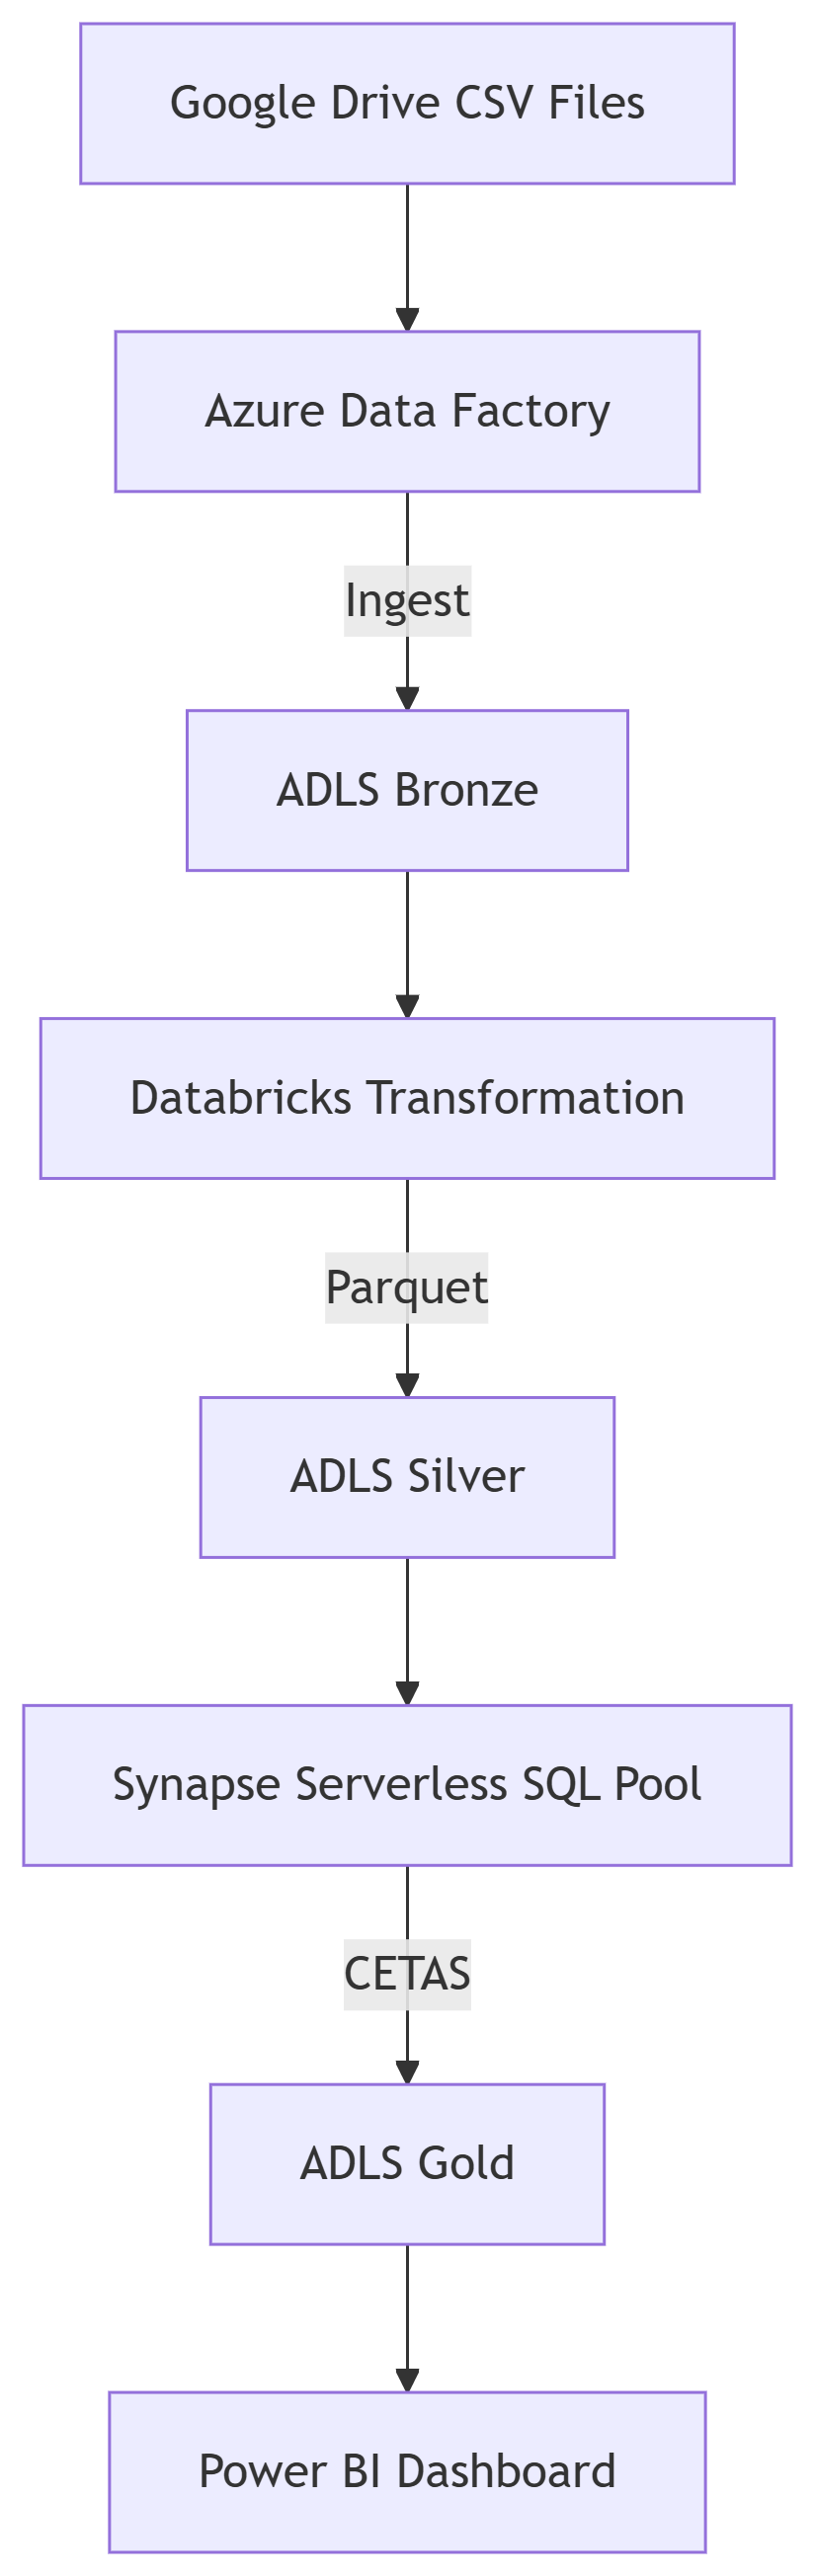 Google Drive CSV Files
Azure Data Factory
Ingest
ADLS Bronze
Databricks Transformation
Parquet
ADLS Silver
Synapse Serverless SQL Pool
CETAS
ADLS Gold
Power BI Dashboard